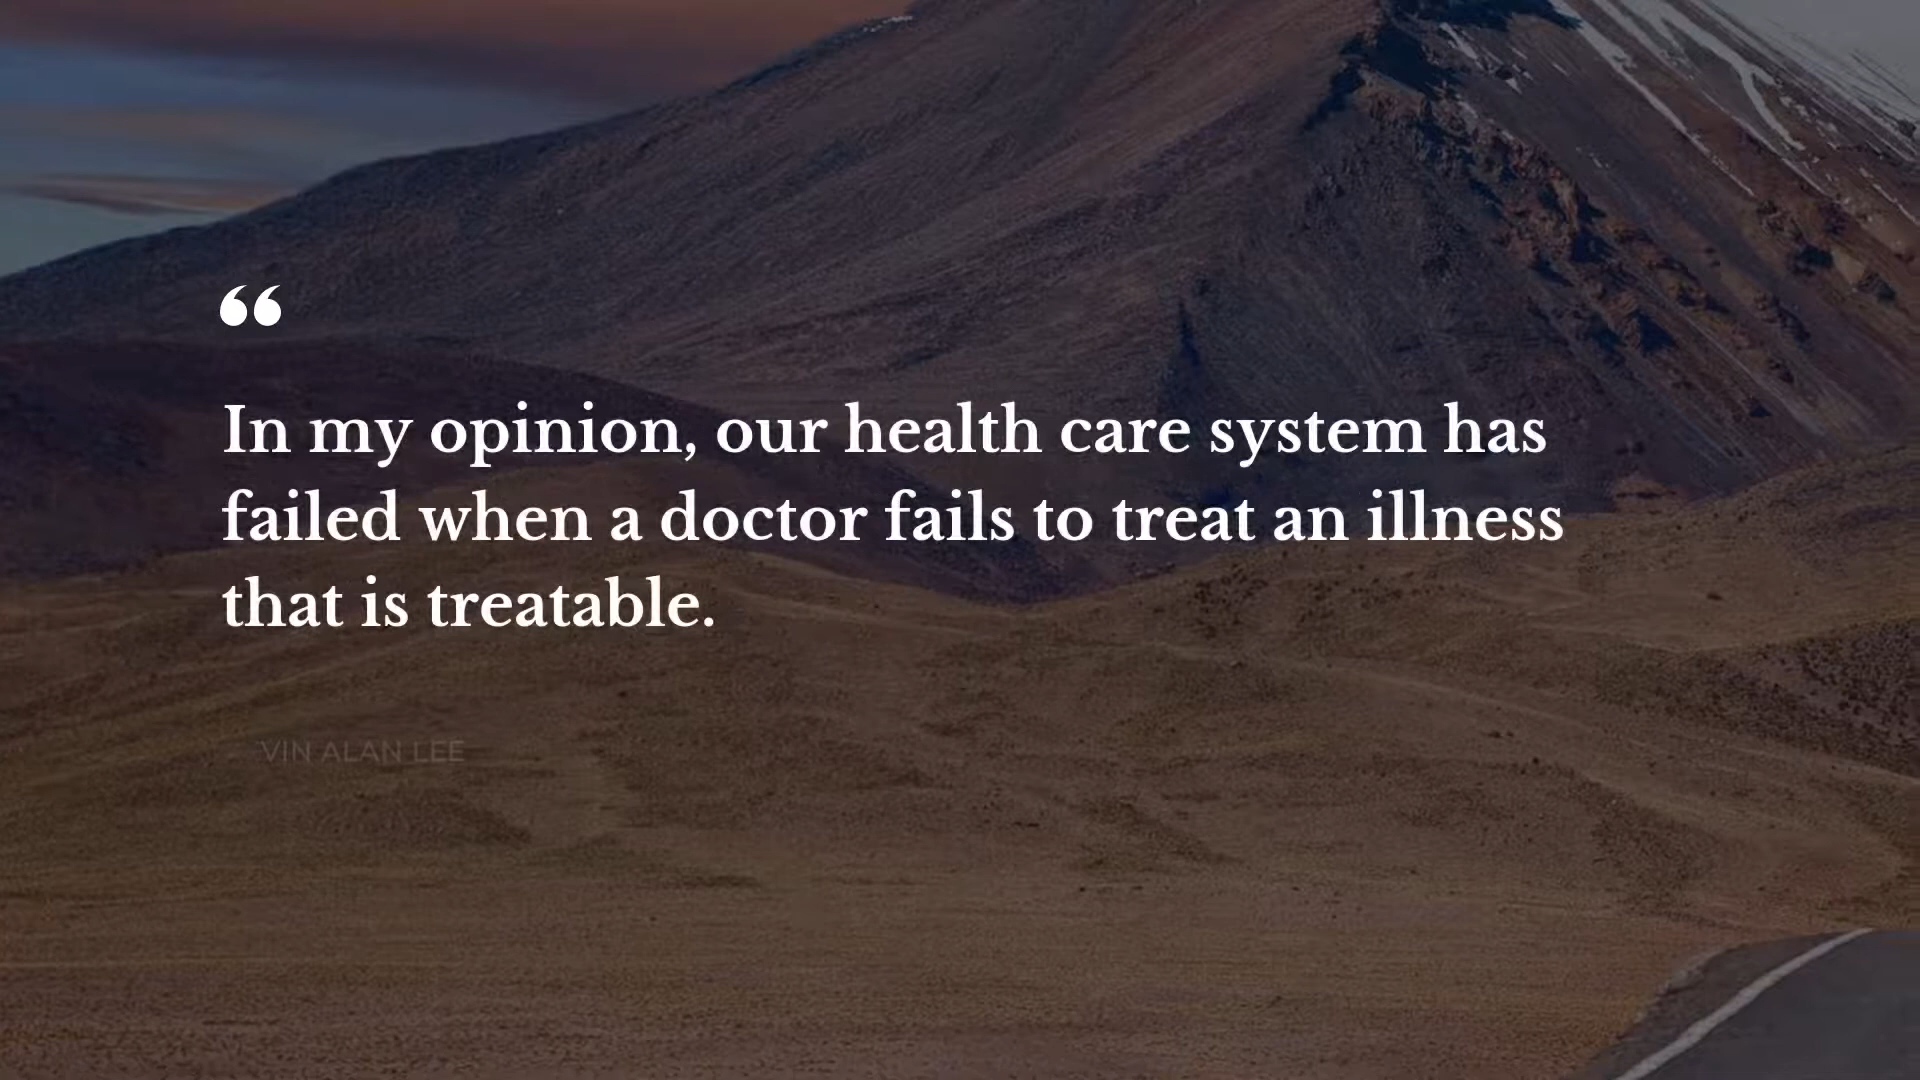 “
In my opinion, our health care system has
failed when a doctor fails to treat an illness
that is treatable.
VIN ALAN LEE